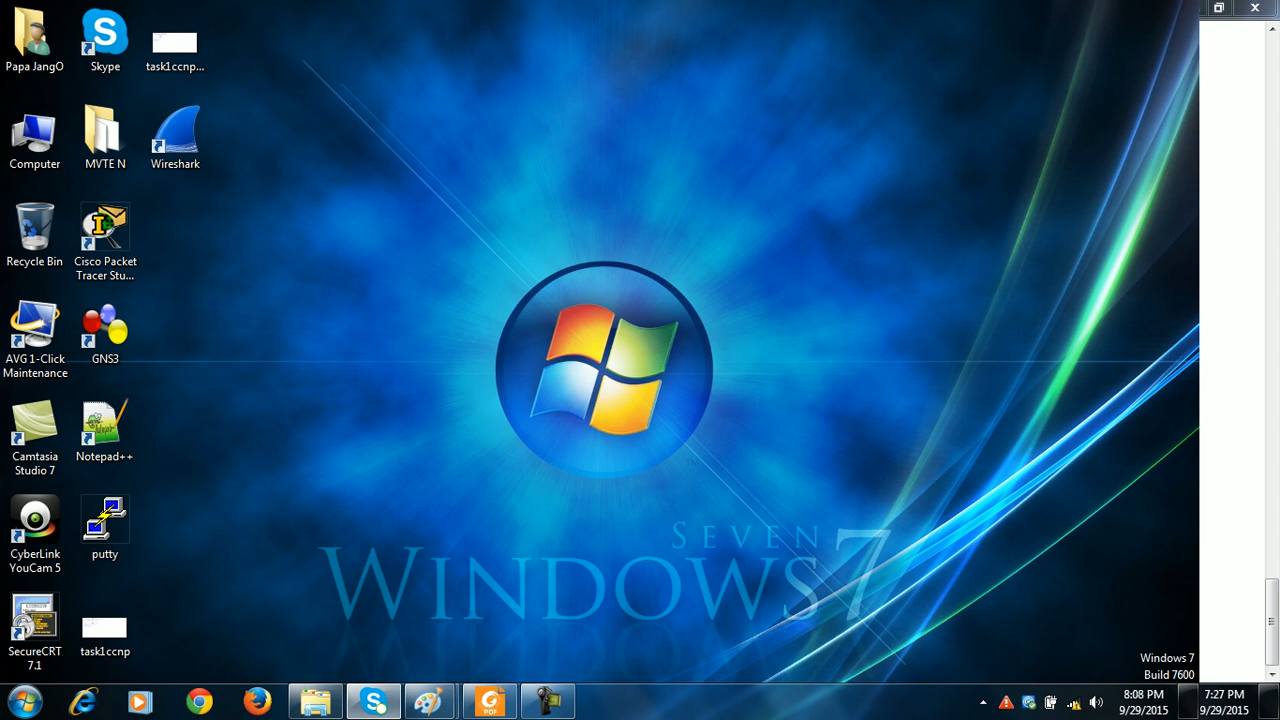 Papa JangO
Skype
task1ccnp...
Computer
MVTE N
Wireshark
Recycle Bin
Cisco Packet
Tracer Stu...
AVG 1-Click
Maintenance
GNS3
Camtasia
Studio 7
Notepad++
CyberLink
YouCam 5
putty
SecureCRT
7.1
task1ccnp
SEVEN
WINDOWS 7
TM
Windows 7
Build 7600
PDF
8:08 PM
9/29/2015
7:27 PM
9/29/2015